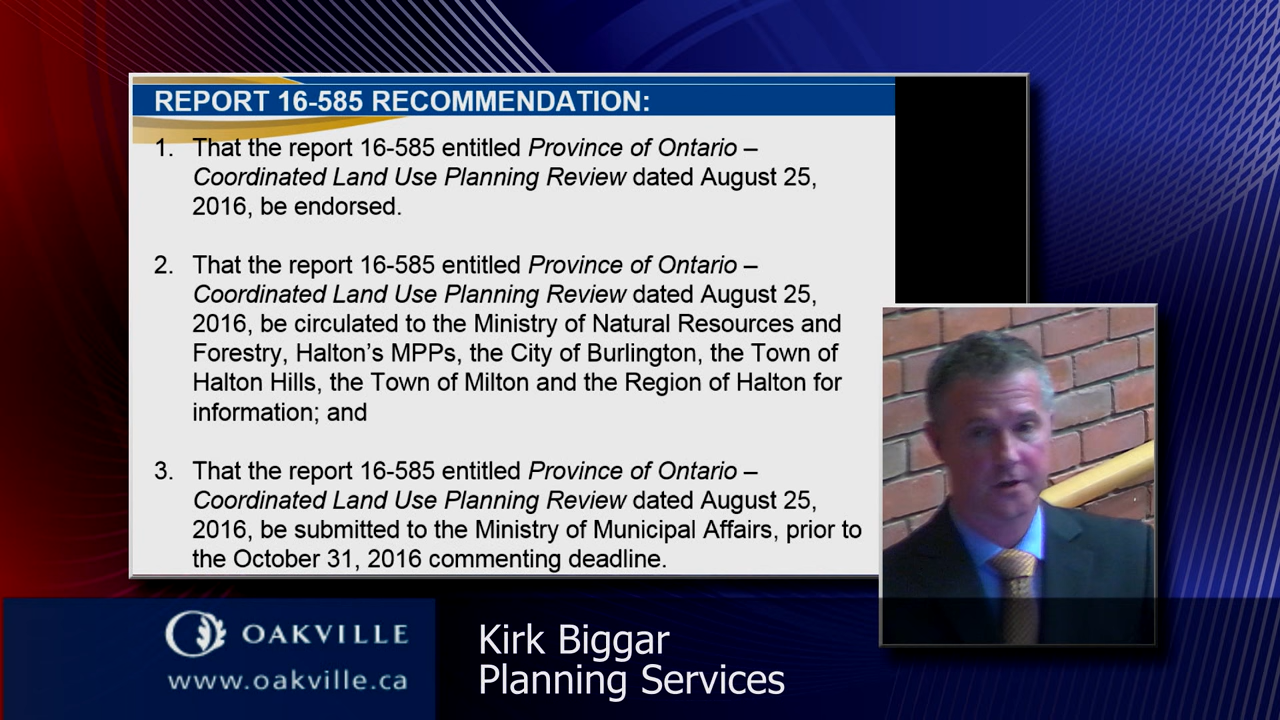 REPORT 16-585 RECOMMENDATION:
1. That the report 16-585 entitled Province of Ontario –
Coordinated Land Use Planning Review dated August 25,
2016, be endorsed.
2. That the report 16-585 entitled Province of Ontario –
Coordinated Land Use Planning Review dated August 25,
2016, be circulated to the Ministry of Natural Resources and
Forestry, Halton's MPPs, the City of Burlington, the Town of
Halton Hills, the Town of Milton and the Region of Halton for
information; and
3. That the report 16-585 entitled Province of Ontario –
Coordinated Land Use Planning Review dated August 25,
2016, be submitted to the Ministry of Municipal Affairs, prior to
the October 31, 2016 commenting deadline.
OAKVILLE
www.oakville.ca
Kirk Biggar
Planning Services